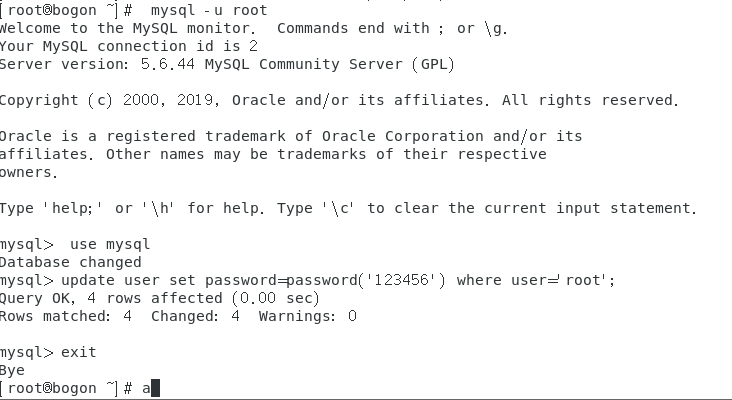 [root@bogon ~]#  mysql -u root
Welcome to the MySQL monitor.  Commands end with ; or \g.
Your MySQL connection id is 2
Server version: 5.6.44 MySQL Community Server (GPL)
Copyright (c) 2000, 2019, Oracle and/or its affiliates. All rights reserved.
Oracle is a registered trademark of Oracle Corporation and/or its
affiliates. Other names may be trademarks of their respective
owners.
Type 'help;' or '\h' for help. Type '\c' to clear the current input statement.
mysql>  use mysql
Database changed
mysql> update user set password=password('123456') where user='root';
Query OK, 4 rows affected (0.00 sec)
Rows matched: 4  Changed: 4  Warnings: 0
mysql> exit
Bye
[root@bogon ~]# a